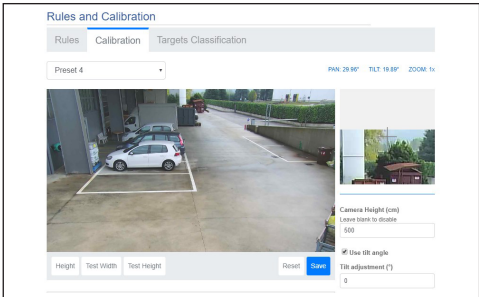 Rules and Calibration
Rules Calibration Targets Classification
Preset 4 PAN: 29.96° TILT: 19.89° ZOOM: 1x
Camera Height (cm)
Leave blank to disable
500
Use tilt angle
Height Test Width Test Height Reset Save
Tilt adjustment (°)
0